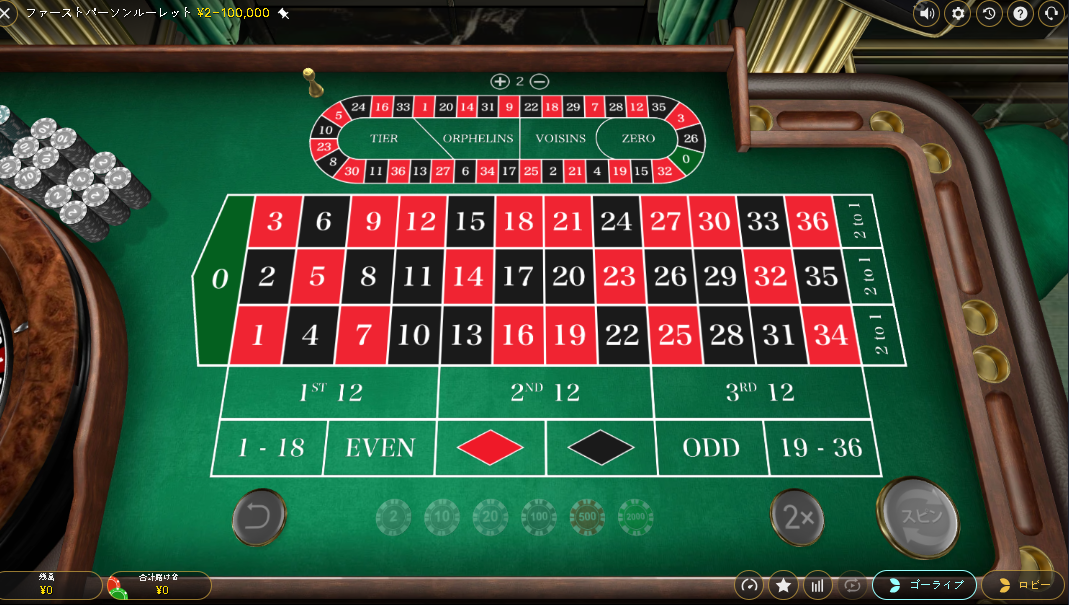 ファーストパーソンルーレット ¥2-100,000
2
24 16 33 1 20 14 31 9 22 18 29 7 28 12 35
5 3
10 TIER ORPHELINS VOISINS ZERO 26
23 0
8
30 11 36 13 27 6 34 17 25 2 21 4 19 15 32
3 6 9 12 15 18 21 24 27 30 33 36 2 to 1
0 2 5 8 11 14 17 20 23 26 29 32 35 2 to 1
1 4 7 10 13 16 19 22 25 28 31 34 2 to 1
1ST 12 2ND 12 3RD 12
1 - 18 EVEN ODD 19 - 36
2 10 20 100 500 2000 2× スピン
残高 合計賭け金
¥0 ¥0
ゴーライブ ロビー